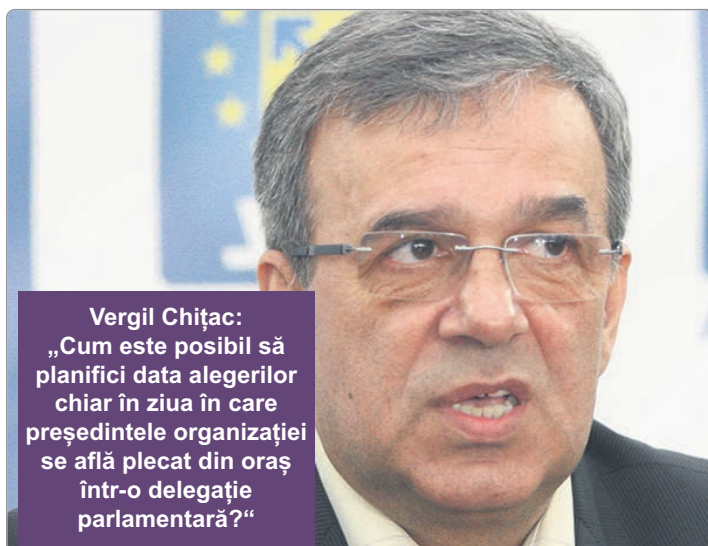 Vergil Chițac:
„Cum este posibil să
planifici data alegerilor
chiar în ziua în care
președintele organizației
se află plecat din oraș
într-o delegație
parlamentară?“